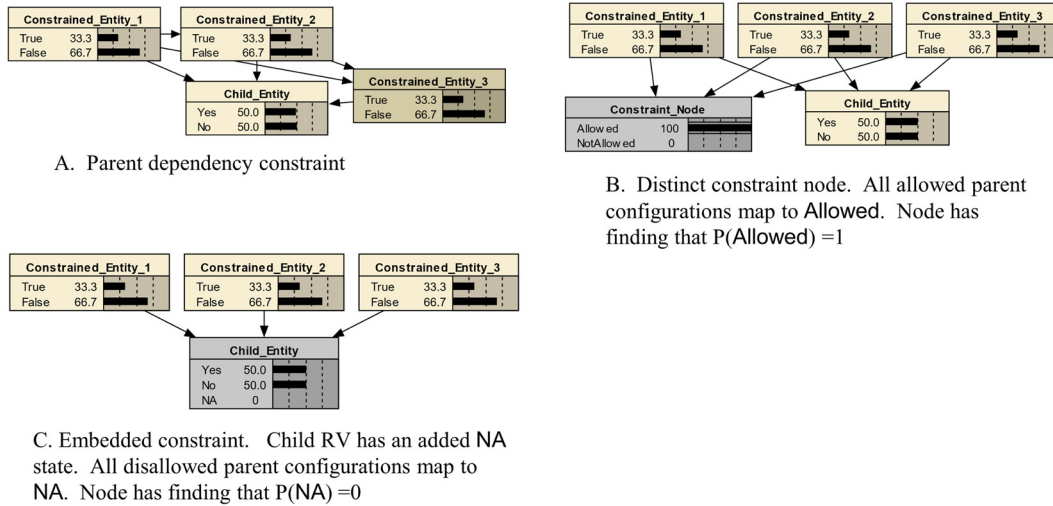 Constrained_Entity_1
True 33.3
False 66.7
Constrained_Entity_2
True 33.3
False 66.7
Constrained_Entity_3
True 33.3
False 66.7
Child_Entity
Yes 50.0
No 50.0
A. Parent dependency constraint
Constrained_Entity_1
True 33.3
False 66.7
Constrained_Entity_2
True 33.3
False 66.7
Constrained_Entity_3
True 33.3
False 66.7
Constraint_Node
Allowed 100
NotAllowed 0
Child_Entity
Yes 50.0
No 50.0
B. Distinct constraint node. All allowed parent
configurations map to Allowed. Node has
finding that P(Allowed) =1
Constrained_Entity_1
True 33.3
False 66.7
Constrained_Entity_2
True 33.3
False 66.7
Constrained_Entity_3
True 33.3
False 66.7
Child_Entity
Yes 50.0
No 50.0
NA 0
C. Embedded constraint. Child RV has an added NA
state. All disallowed parent configurations map to
NA. Node has finding that P(NA) =0